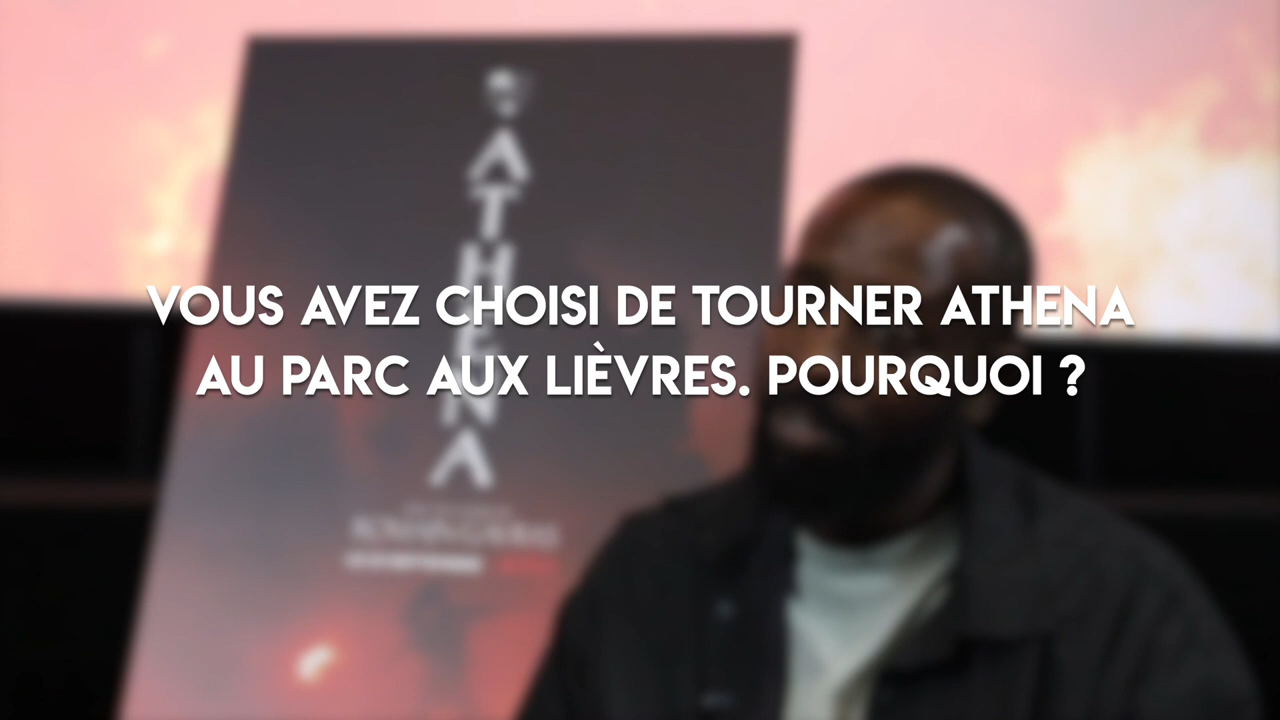 VOUS AVEZ CHOISI DE TOURNER ATHENA
AU PARC AUX LIÈVRES. POURQUOI ?
ATHENA